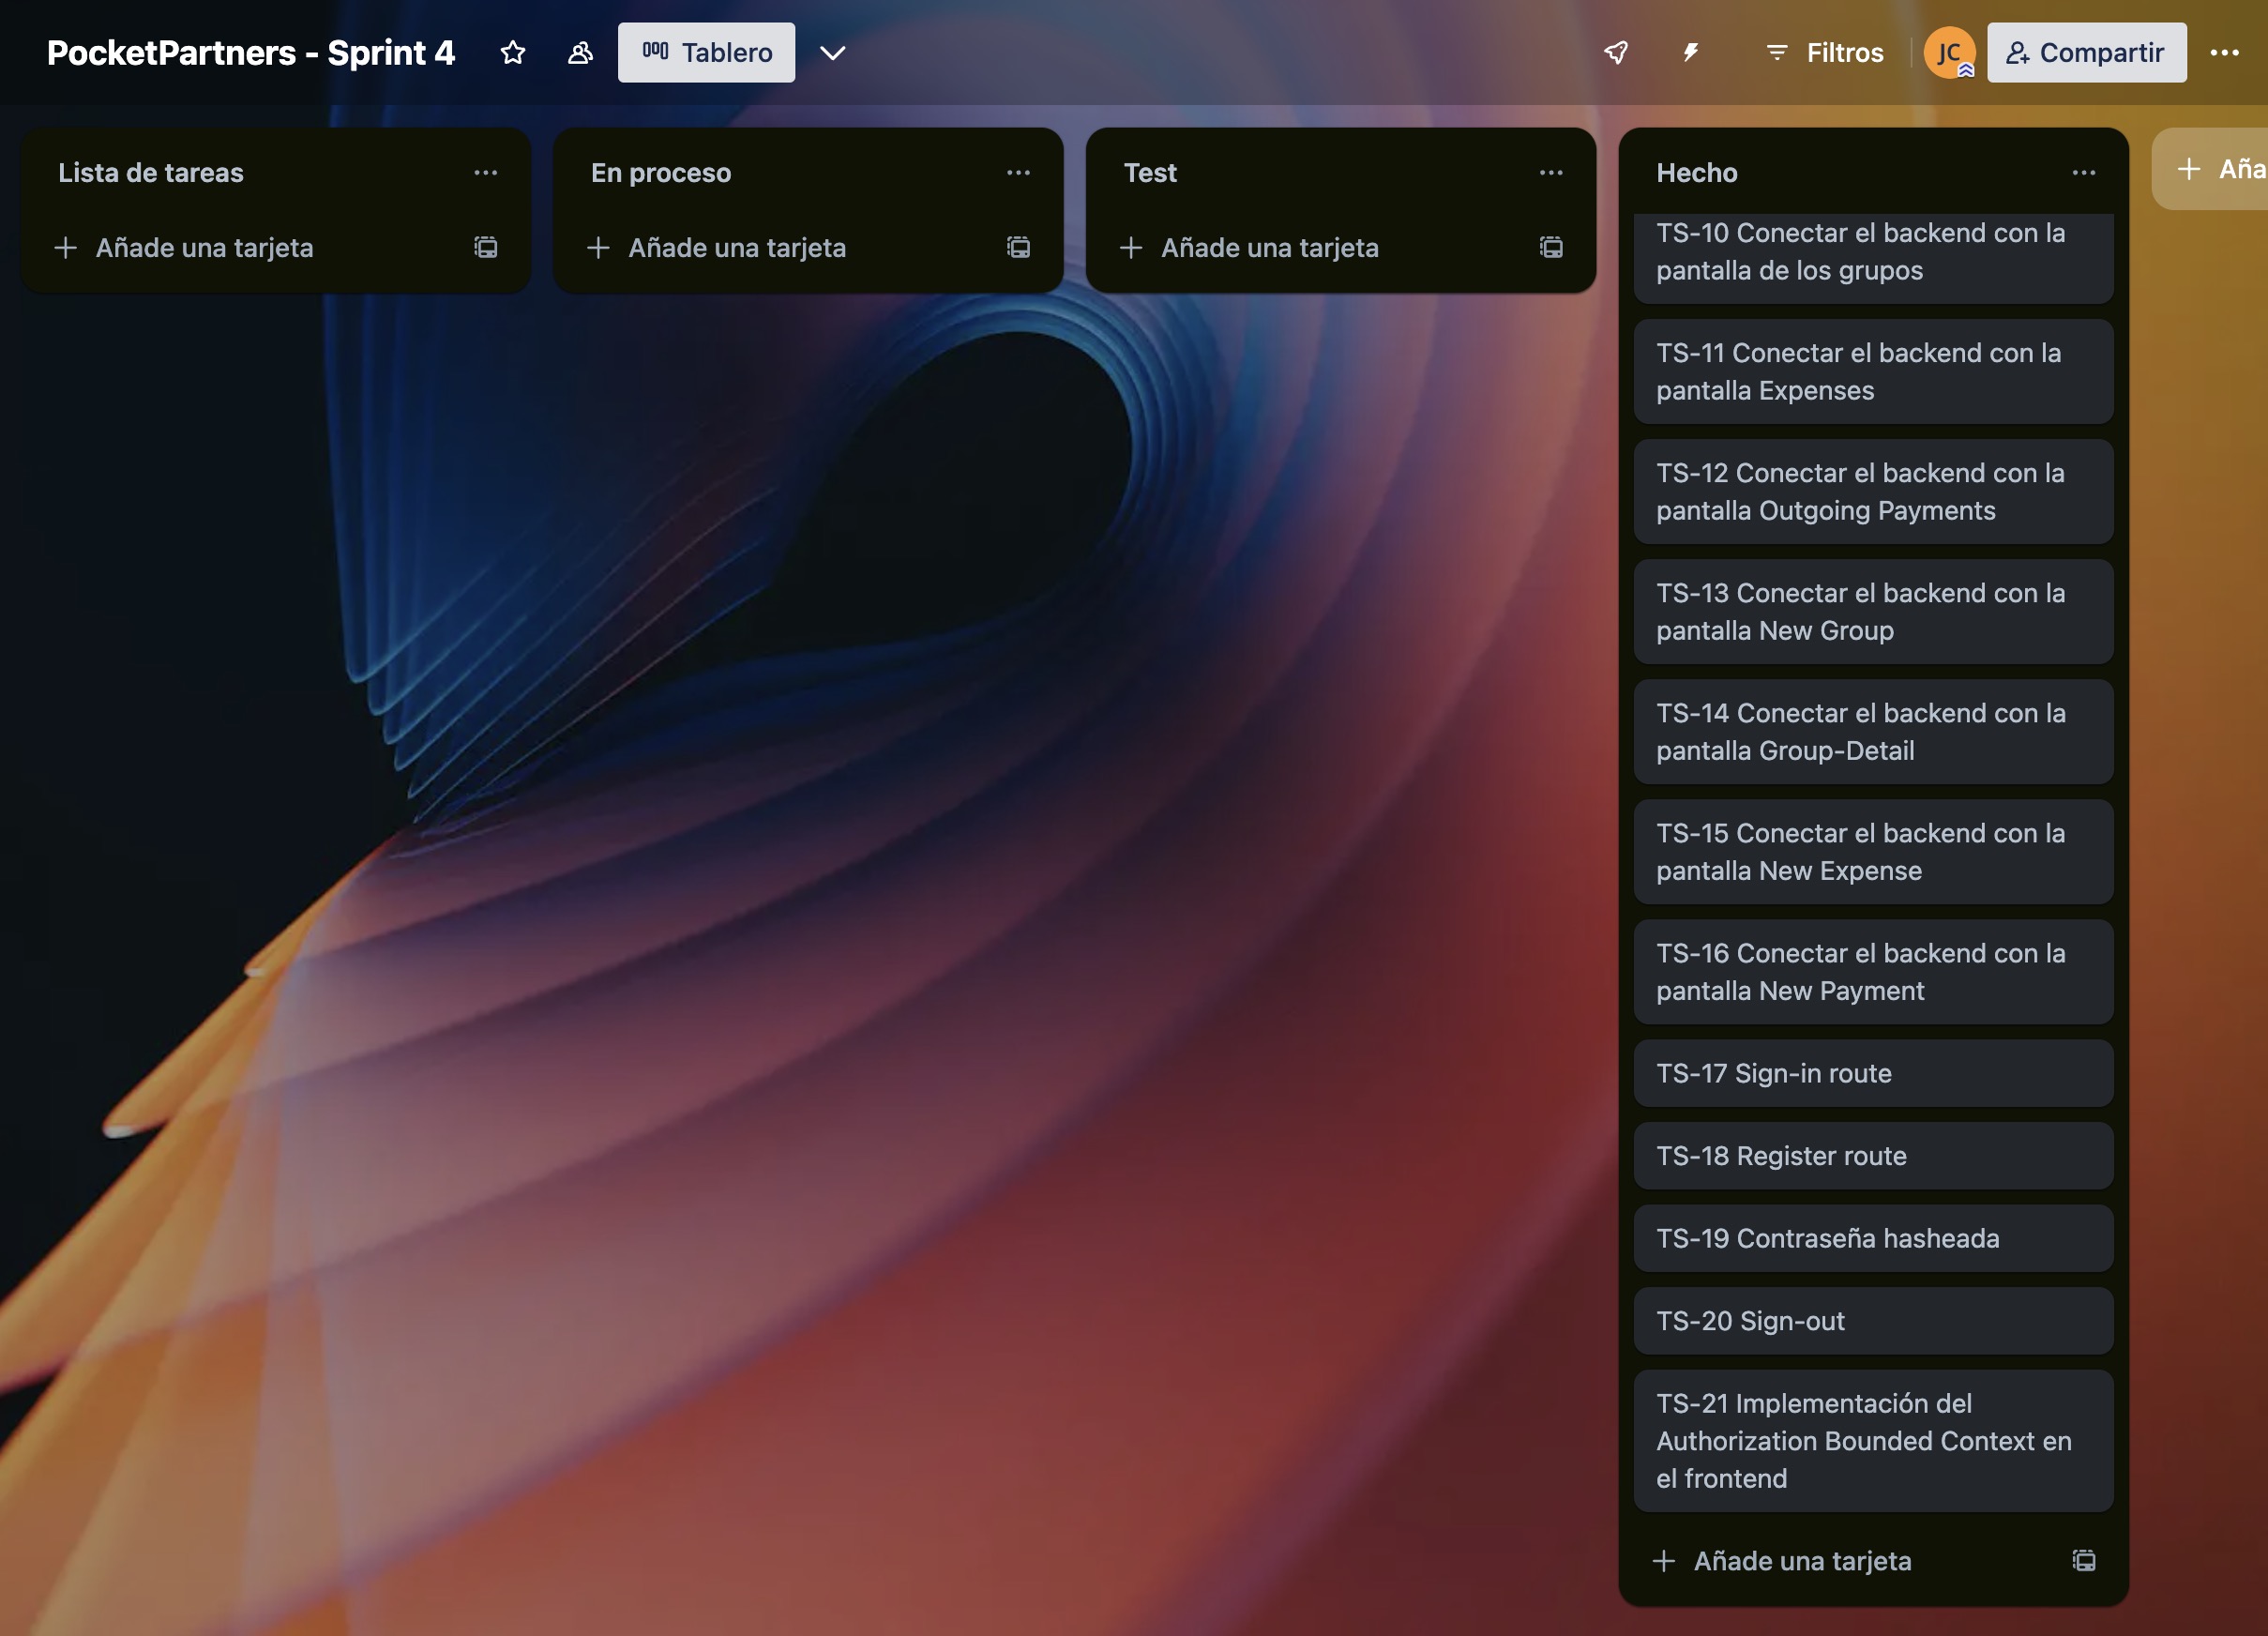 PocketPartners - Sprint 4
Tablero
Filtros
JC
Compartir
Lista de tareas
Añade una tarjeta
En proceso
Añade una tarjeta
Test
Añade una tarjeta
Hecho
TS-10 Conectar el backend con la
pantalla de los grupos
TS-11 Conectar el backend con la
pantalla Expenses
TS-12 Conectar el backend con la
pantalla Outgoing Payments
TS-13 Conectar el backend con la
pantalla New Group
TS-14 Conectar el backend con la
pantalla Group-Detail
TS-15 Conectar el backend con la
pantalla New Expense
TS-16 Conectar el backend con la
pantalla New Payment
TS-17 Sign-in route
TS-18 Register route
TS-19 Contraseña hasheada
TS-20 Sign-out
TS-21 Implementación del
Authorization Bounded Context en
el frontend
Añade una tarjeta
Aña